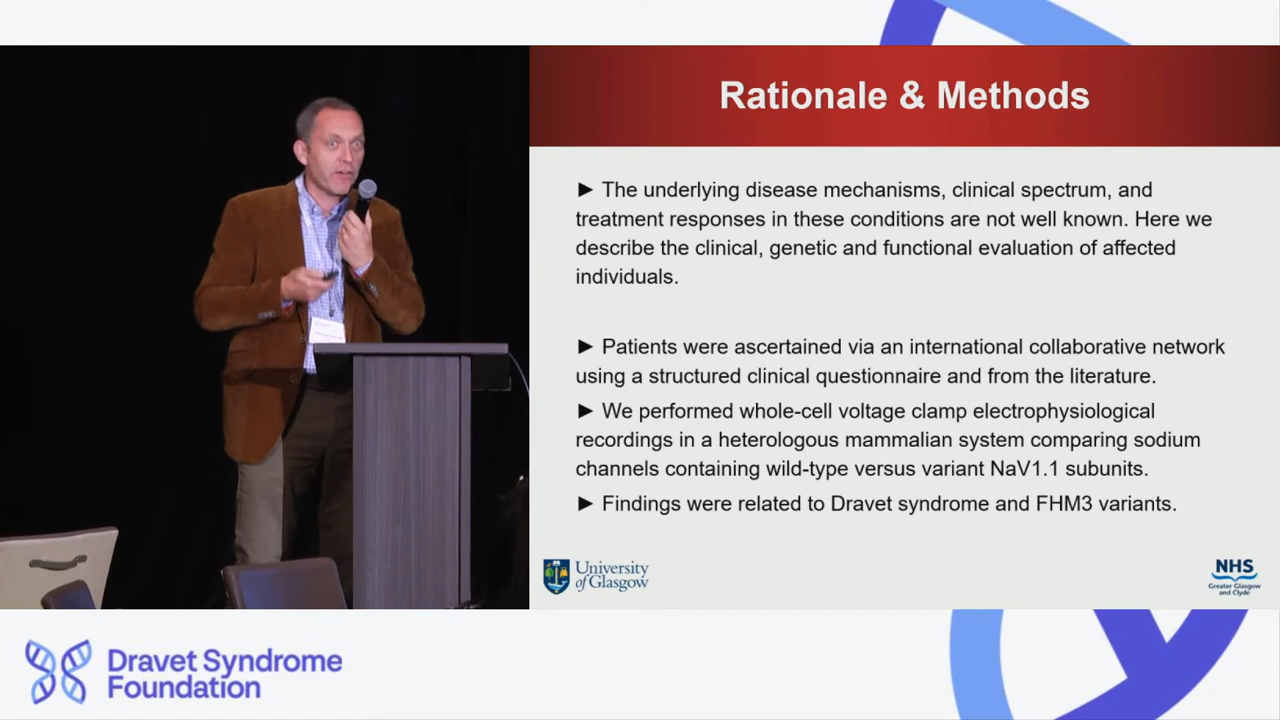 Rationale & Methods
► The underlying disease mechanisms, clinical spectrum, and
treatment responses in these conditions are not well known. Here we
describe the clinical, genetic and functional evaluation of affected
individuals.
► Patients were ascertained via an international collaborative network
using a structured clinical questionnaire and from the literature.
► We performed whole-cell voltage clamp electrophysiological
recordings in a heterologous mammalian system comparing sodium
channels containing wild-type versus variant NaV1.1 subunits.
► Findings were related to Dravet syndrome and FHM3 variants.
University
of Glasgow
NHS
Greater Glasgow
and Clyde
Dravet Syndrome
Foundation